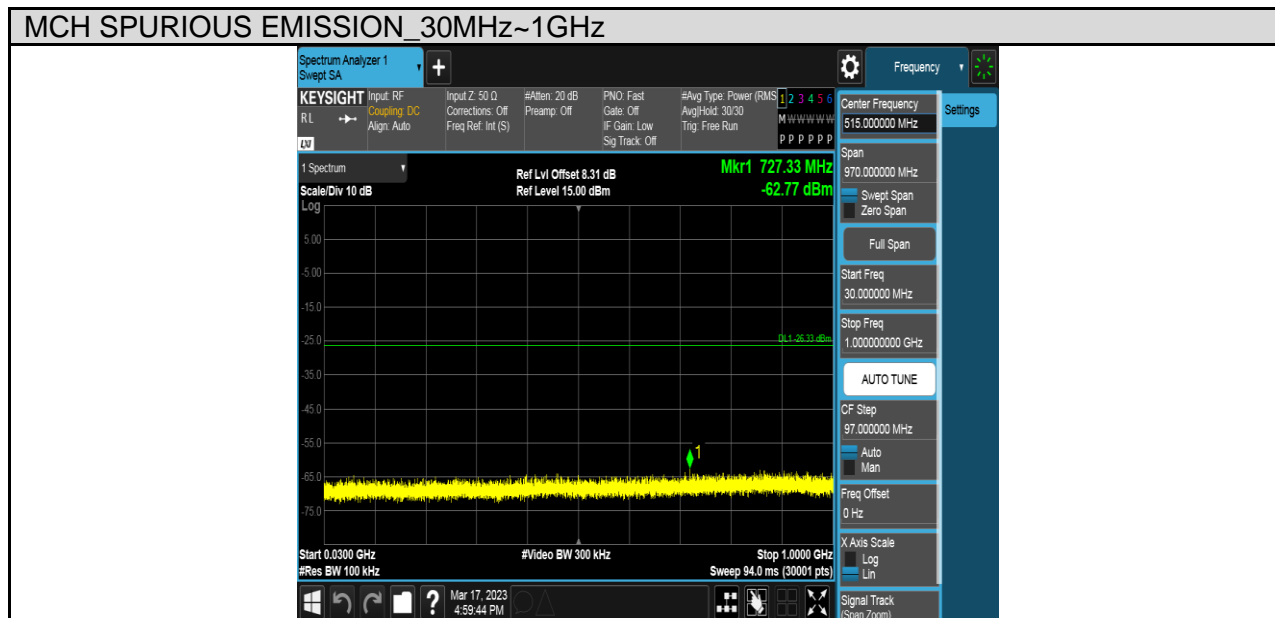 MCH SPURIOUS EMISSION_30MHz~1GHz
Spectrum Analyzer 1
Swept SA
+
Frequency
KEYSIGHT
RL
LXI
Input: RF
Coupling: DC
Align: Auto
Input Z: 50 Ω
Corrections: Off
Freq Ref: Int (S)
#Atten: 20 dB
Preamp: Off
PNO: Fast
Gate: Off
IF Gain: Low
Sig Track: Off
#Avg Type: Power (RMS
Avg|Hold: 30/30
Trig: Free Run
1 2 3 4 5 6
M W W W W W
P P P P P P
1 Spectrum
Scale/Div 10 dB
Ref Lvl Offset 8.31 dB
Ref Level 15.00 dBm
Mkr1 727.33 MHz
-62.77 dBm
Log
5.00
-5.00
-15.0
-25.0
DL1 -26.33 dBm
-35.0
-45.0
-55.0
1
-65.0
-75.0
Start 0.0300 GHz
#Res BW 100 kHz
#Video BW 300 kHz
Stop 1.0000 GHz
Sweep 94.0 ms (30001 pts)
?
Mar 17, 2023
4:59:44 PM
Center Frequency
515.000000 MHz
Settings
Span
970.000000 MHz
Swept Span
Zero Span
Full Span
Start Freq
30.000000 MHz
Stop Freq
1.000000000 GHz
AUTO TUNE
CF Step
97.000000 MHz
Auto
Man
Freq Offset
0 Hz
X Axis Scale
Log
Lin
Signal Track
(Span Zoom)